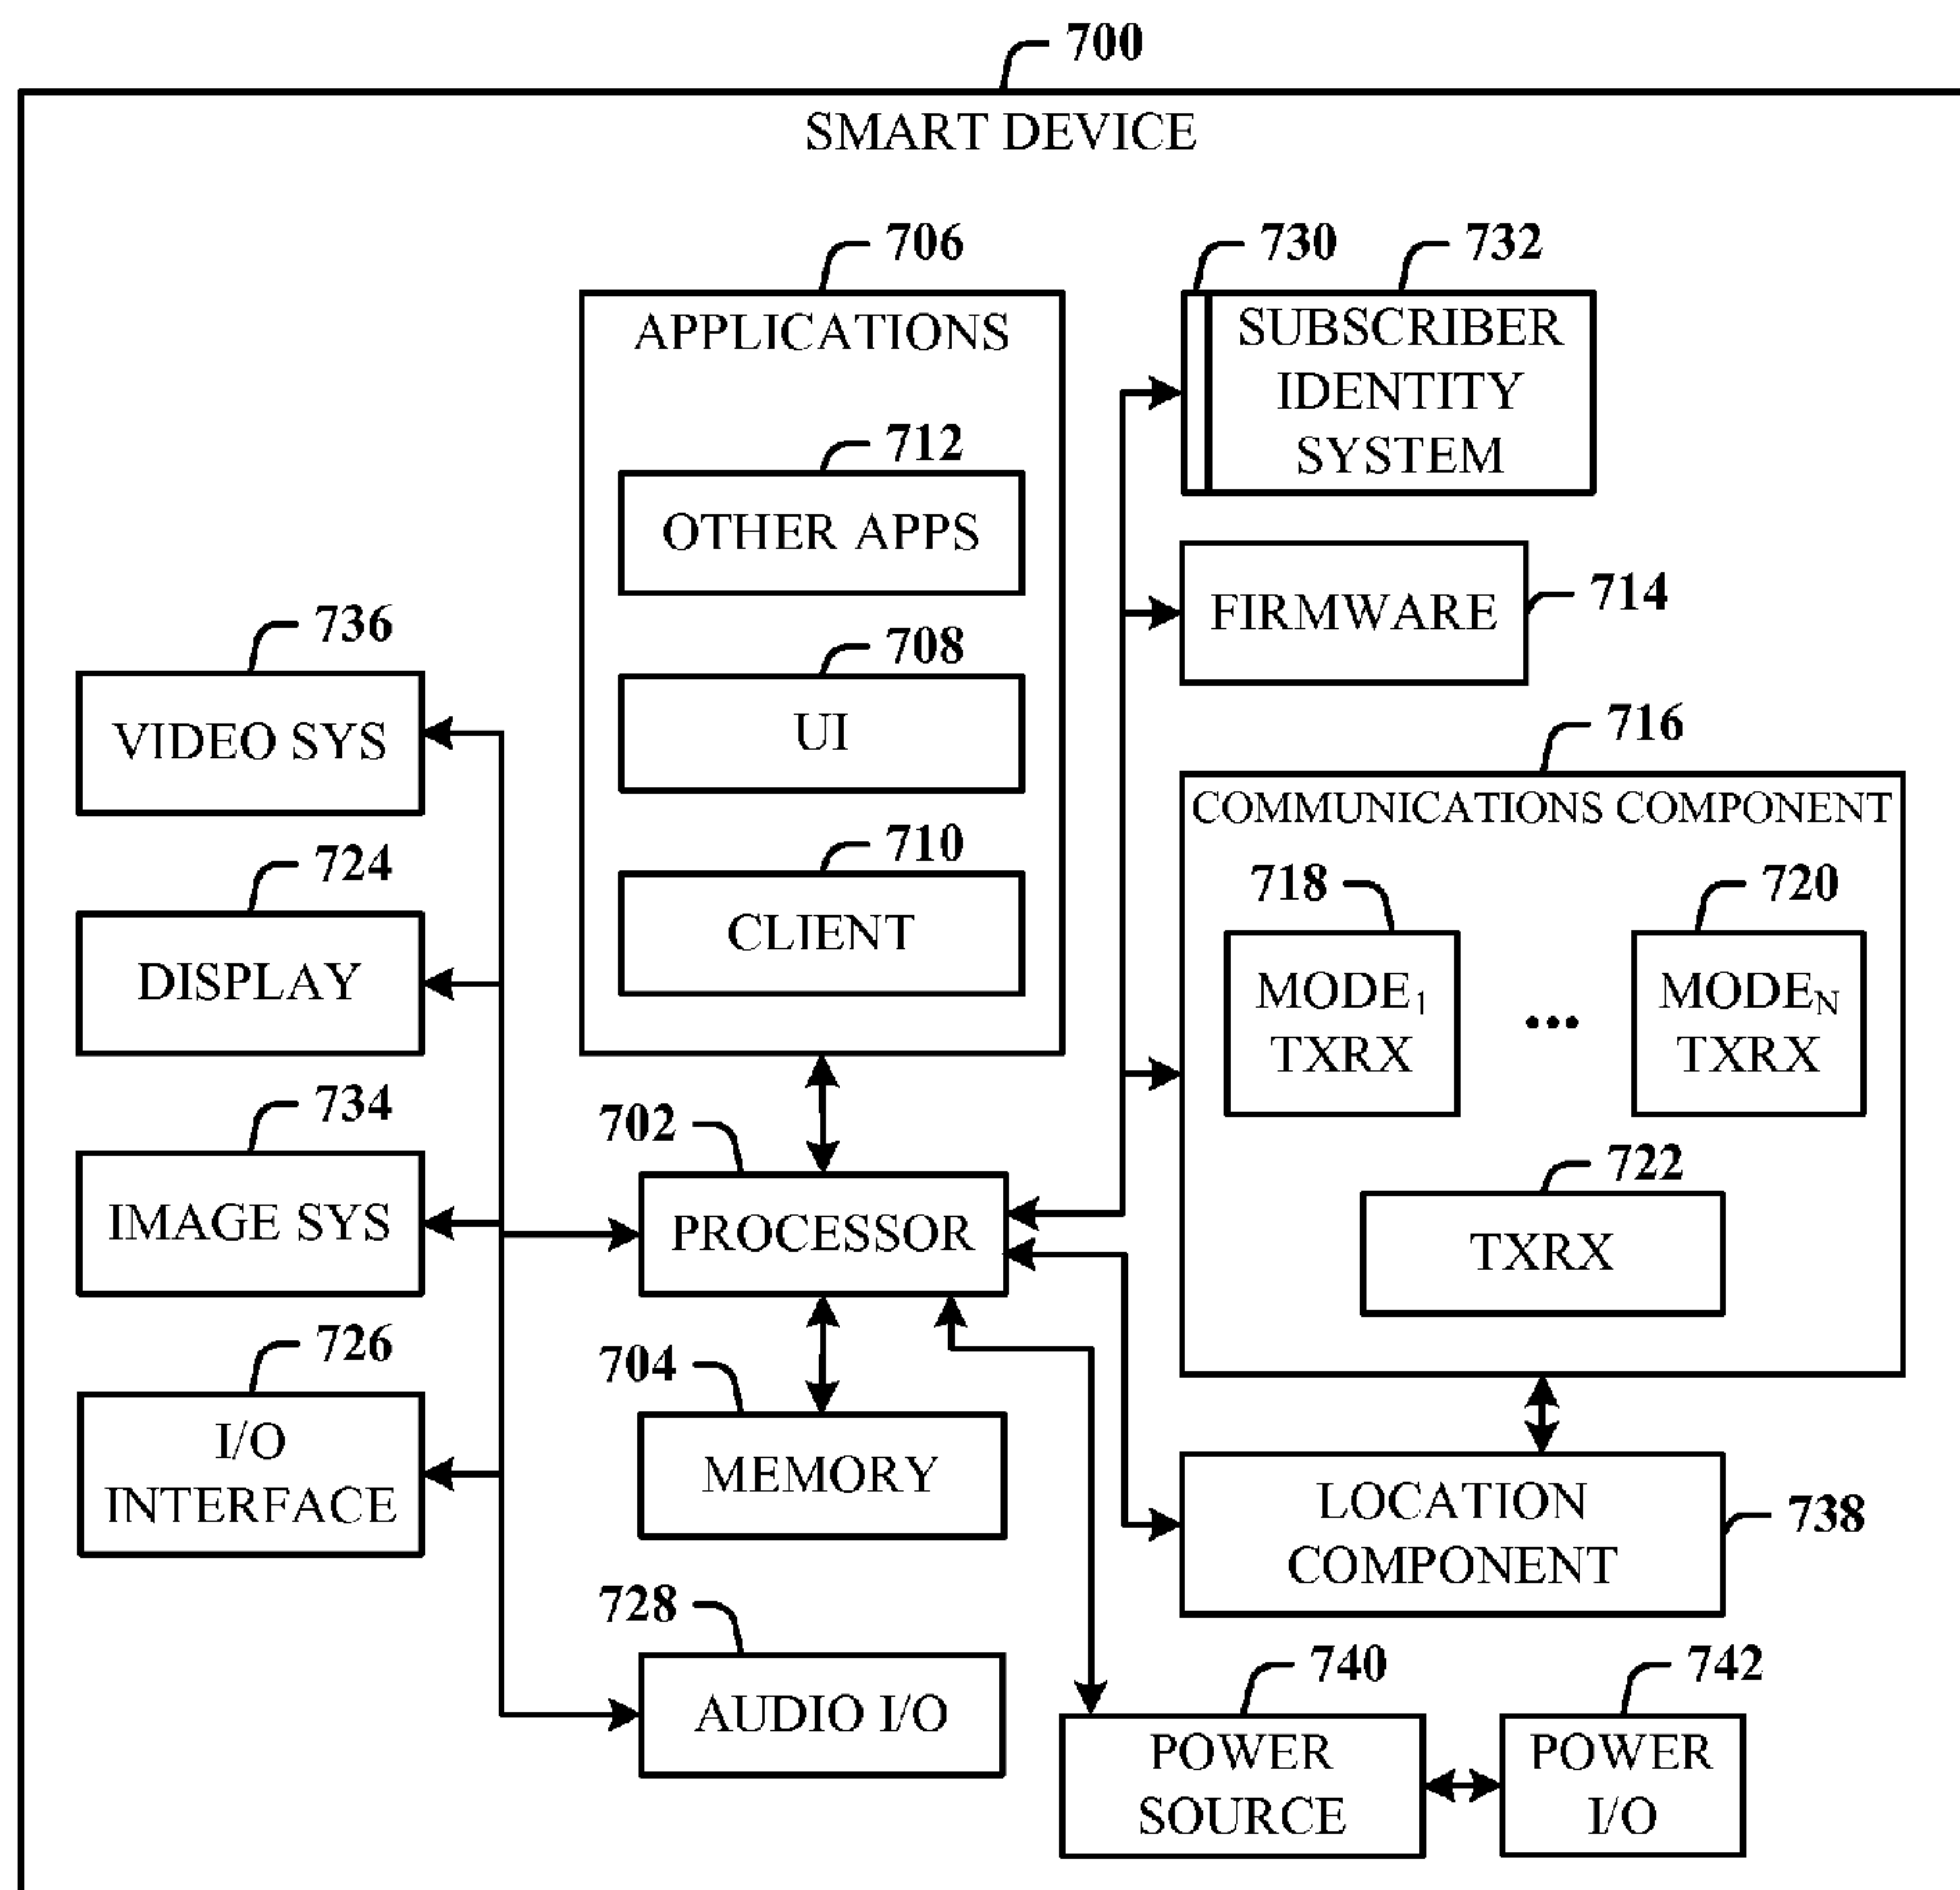 700
SMART DEVICE
706
730
732
APPLICATIONS
SUBSCRIBER
IDENTITY
SYSTEM
712
OTHER APPS
FIRMWARE
714
736
VIDEO SYS
708
UI
716
COMMUNICATIONS COMPONENT
724
DISPLAY
710
CLIENT
718
720
MODE1
TXRX
...
MODEN
TXRX
734
IMAGE SYS
702
PROCESSOR
722
TXRX
726
I/O
INTERFACE
704
MEMORY
LOCATION
COMPONENT
738
728
AUDIO I/O
740
742
POWER
SOURCE
POWER
I/O